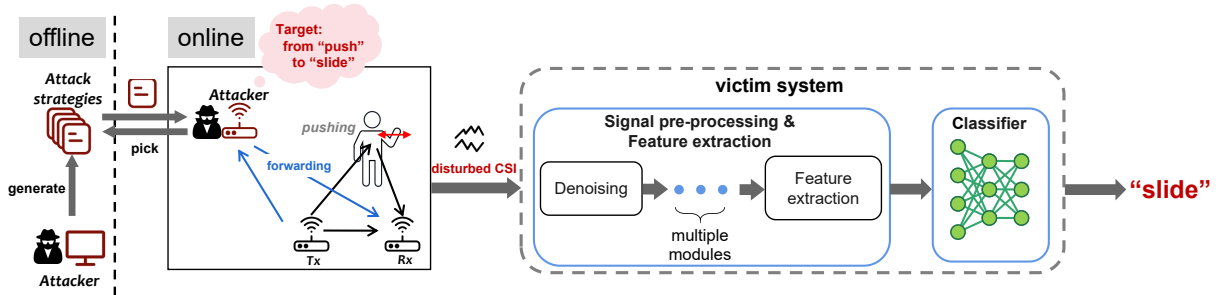 offline
online
Target:
from “push”
to “slide”
Attack
strategies
Attacker
pick
generate
Attacker
pushing
forwarding
Tx
Rx
disturbed CSI
victim system
Signal pre-processing &
Feature extraction
Denoising
multiple
modules
Feature
extraction
Classifier
“slide”